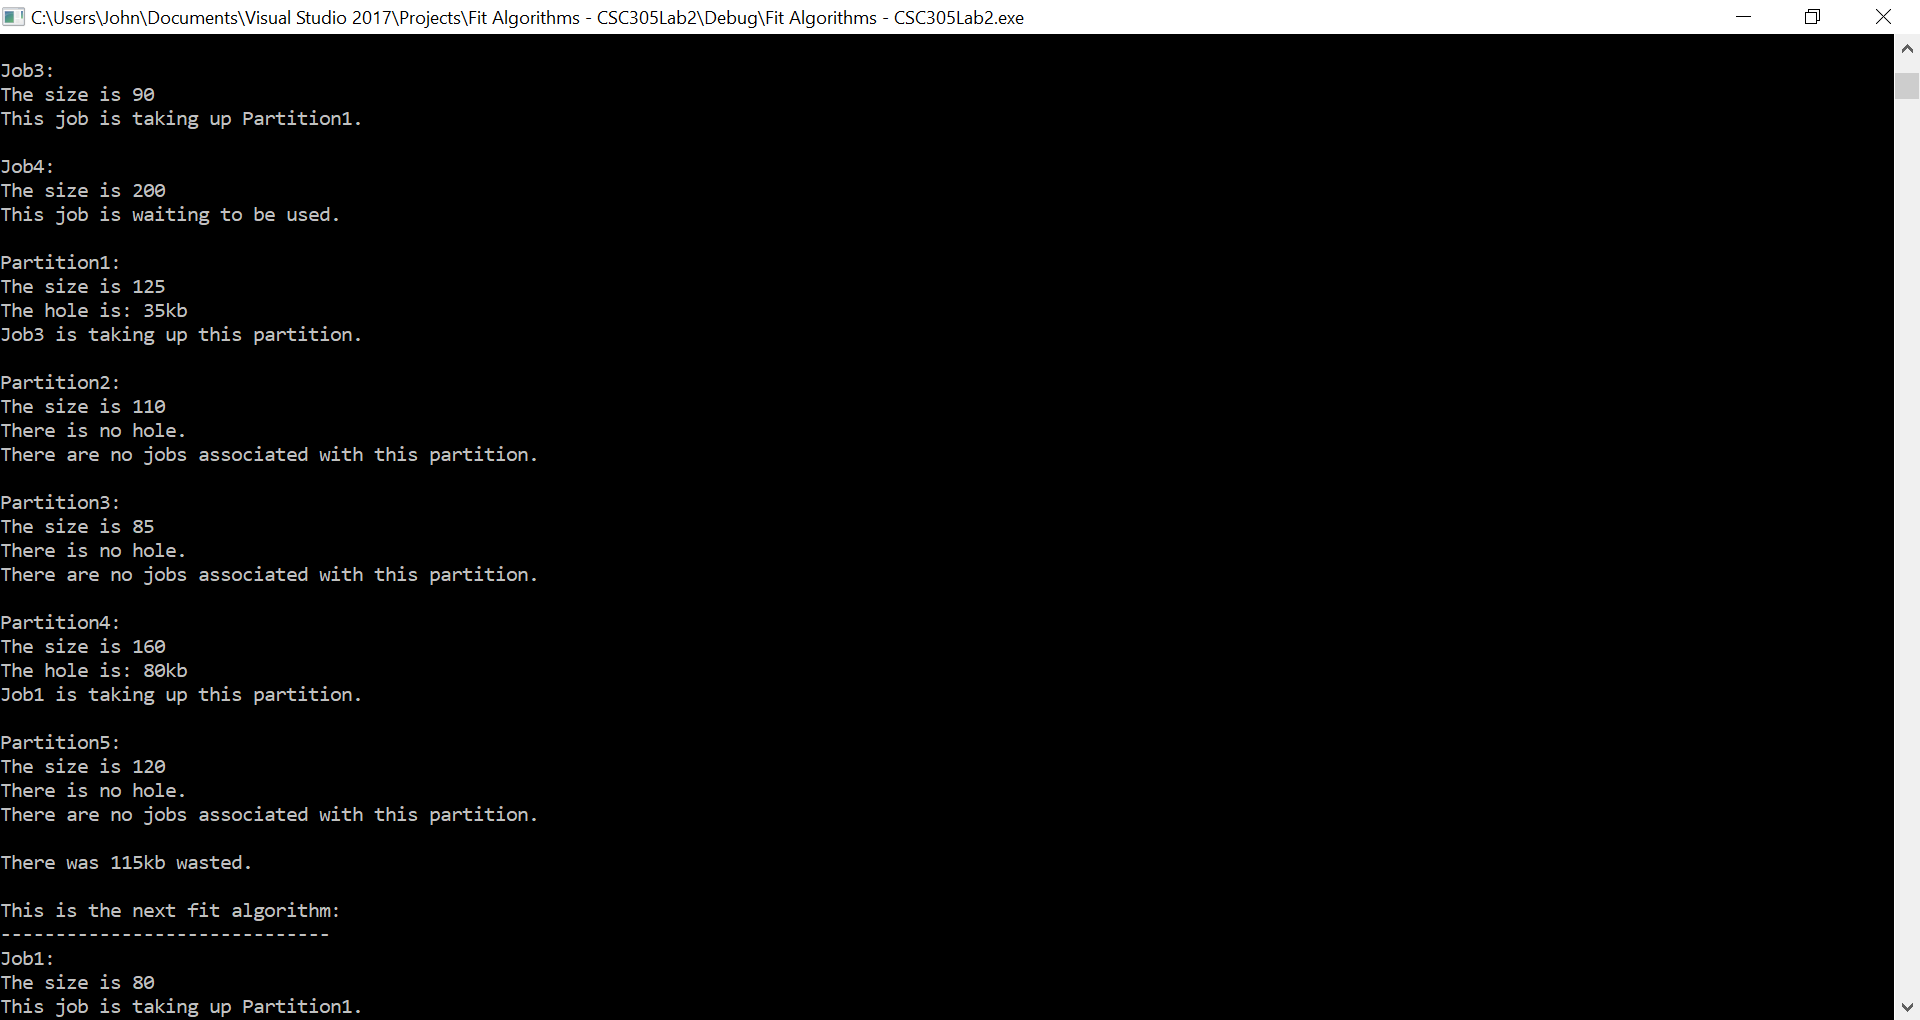 C:\Users\John\Documents\Visual Studio 2017\Projects\Fit Algorithms - CSC305Lab2\Debug\Fit Algorithms - CSC305Lab2.exe
Job3:
The size is 90
This job is taking up Partition1.
Job4:
The size is 200
This job is waiting to be used.
Partition1:
The size is 125
The hole is: 35kb
Job3 is taking up this partition.
Partition2:
The size is 110
There is no hole.
There are no jobs associated with this partition.
Partition3:
The size is 85
There is no hole.
There are no jobs associated with this partition.
Partition4:
The size is 160
The hole is: 80kb
Job1 is taking up this partition.
Partition5:
The size is 120
There is no hole.
There are no jobs associated with this partition.
There was 115kb wasted.
This is the next fit algorithm:
------------------------------
Job1:
The size is 80
This job is taking up Partition1.